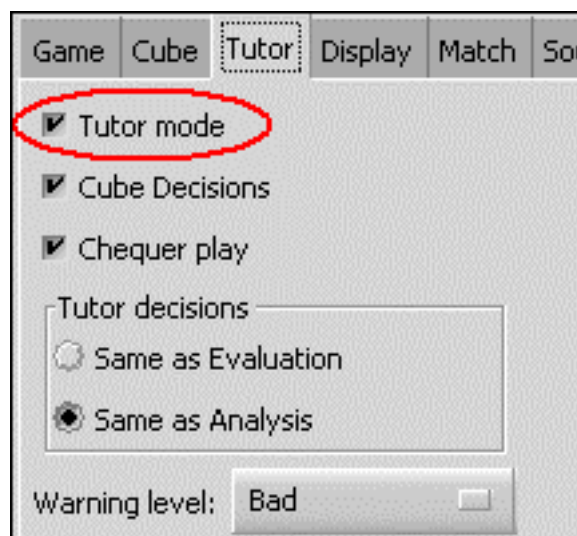 Game Cube Tutor Display Match
Tutor mode
Cube Decisions
Chequer play
Tutor decisions
Same as Evaluation
Same as Analysis
Warning level: Bad